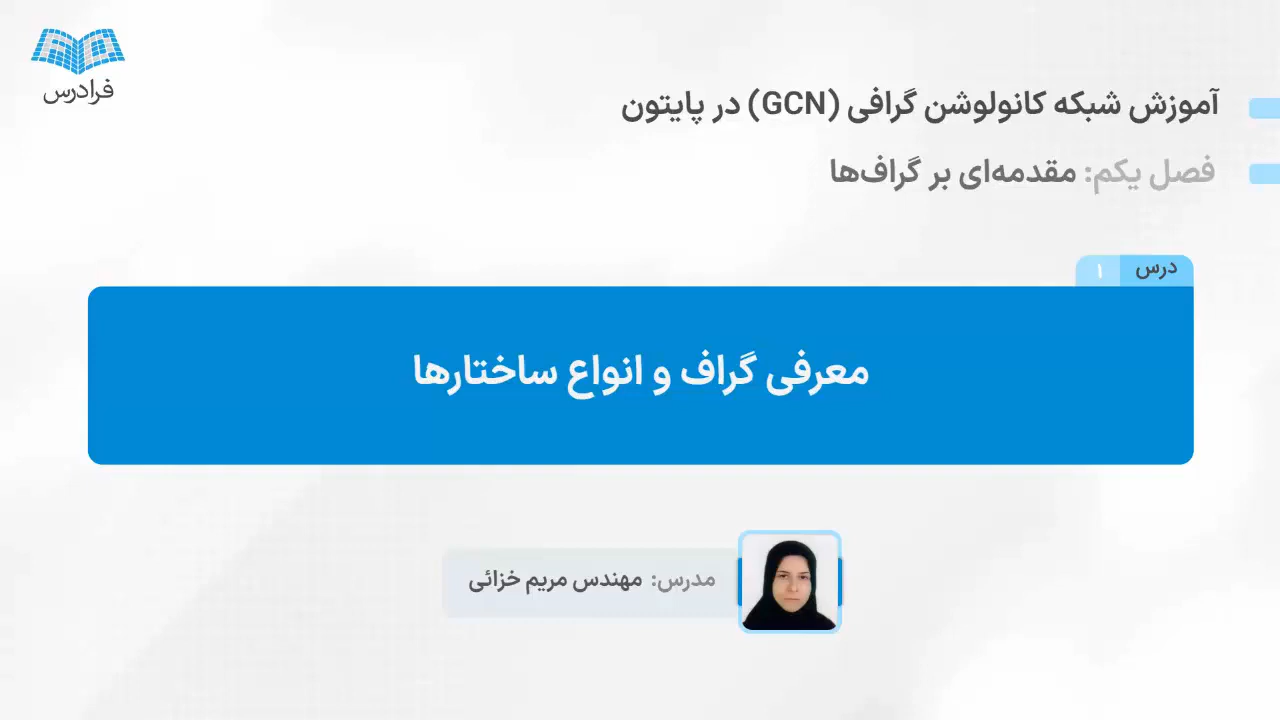 فرادرس
آموزش شبکه کانولوشن گرافی (GCN) در پایتون
فصل یکم: مقدمه‌ای بر گراف‌ها
درس ۱
معرفی گراف و انواع ساختارها
مدرس: مهندس مریم خزائی